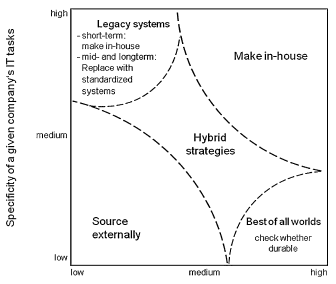 Specificity of a given company's IT tasks
high
medium
low
Legacy systems
- short-term:
make in-house
- mid- and longterm:
Replace with
standardized
systems
Make in-house
Hybrid
strategies
Source
externally
Best of all worlds
check whether
durable
low
medium
high